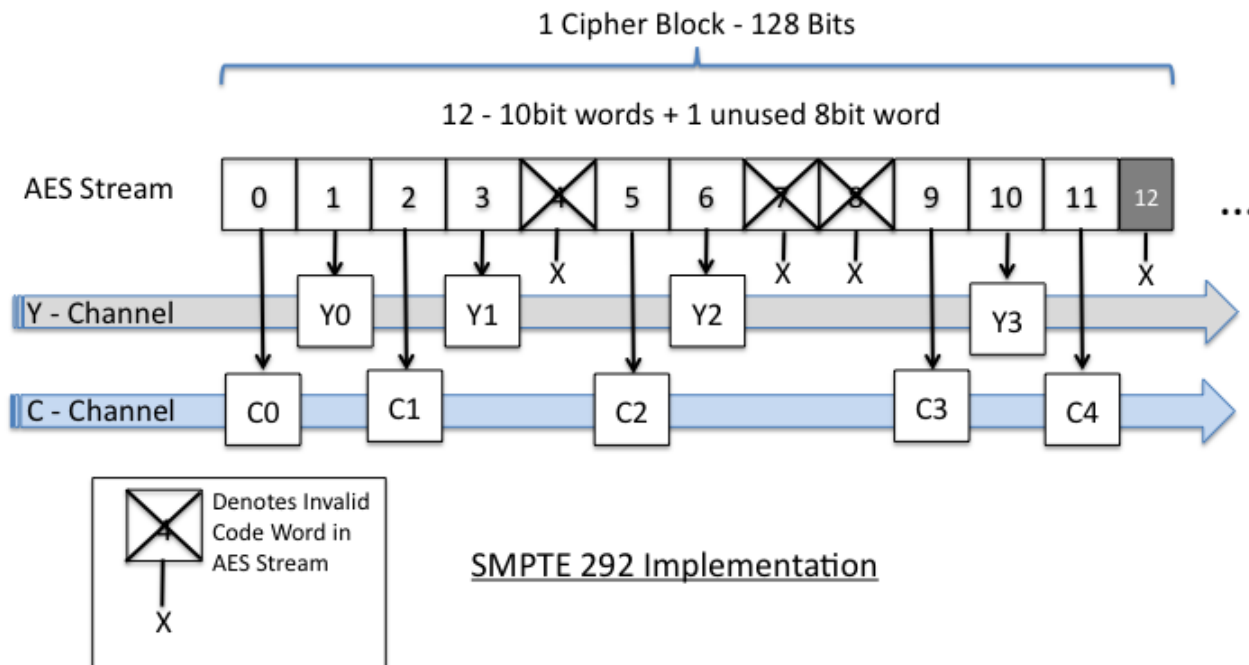 1 Cipher Block - 128 Bits
12 - 10bit words + 1 unused 8bit word
AES Stream
0 1 2 3 4 5 6 7 8 9 10 11 12 ...
X X X X
Y - Channel Y0 Y1 Y2 Y3
C - Channel C0 C1 C2 C3 C4
4 Denotes Invalid
Code Word in
AES Stream
X
SMPTE 292 Implementation